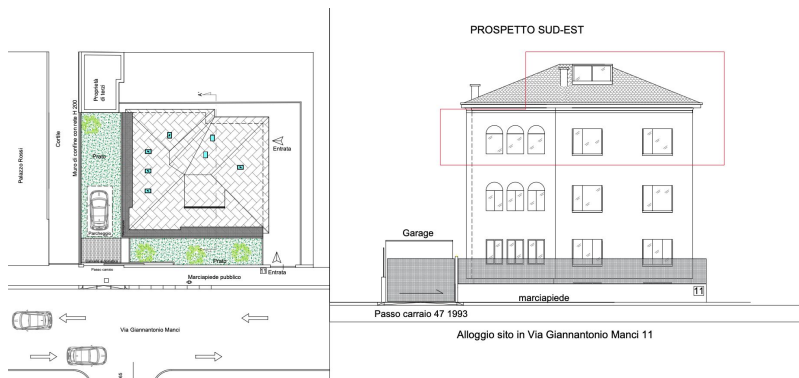 Palazzo Rossi
Cortile
Muro di confine con rete H 200
Proprietà
di terzi
Prato
Parcheggio
A'
Entrata
Prato
11
Entrata
Passo carraio
Marciapiede pubblico
Via Giannantonio Manci
PROSPETTO SUD-EST
Garage
11
marciapiede
Passo carraio 47 1993
Alloggio sito in Via Giannantonio Manci 11